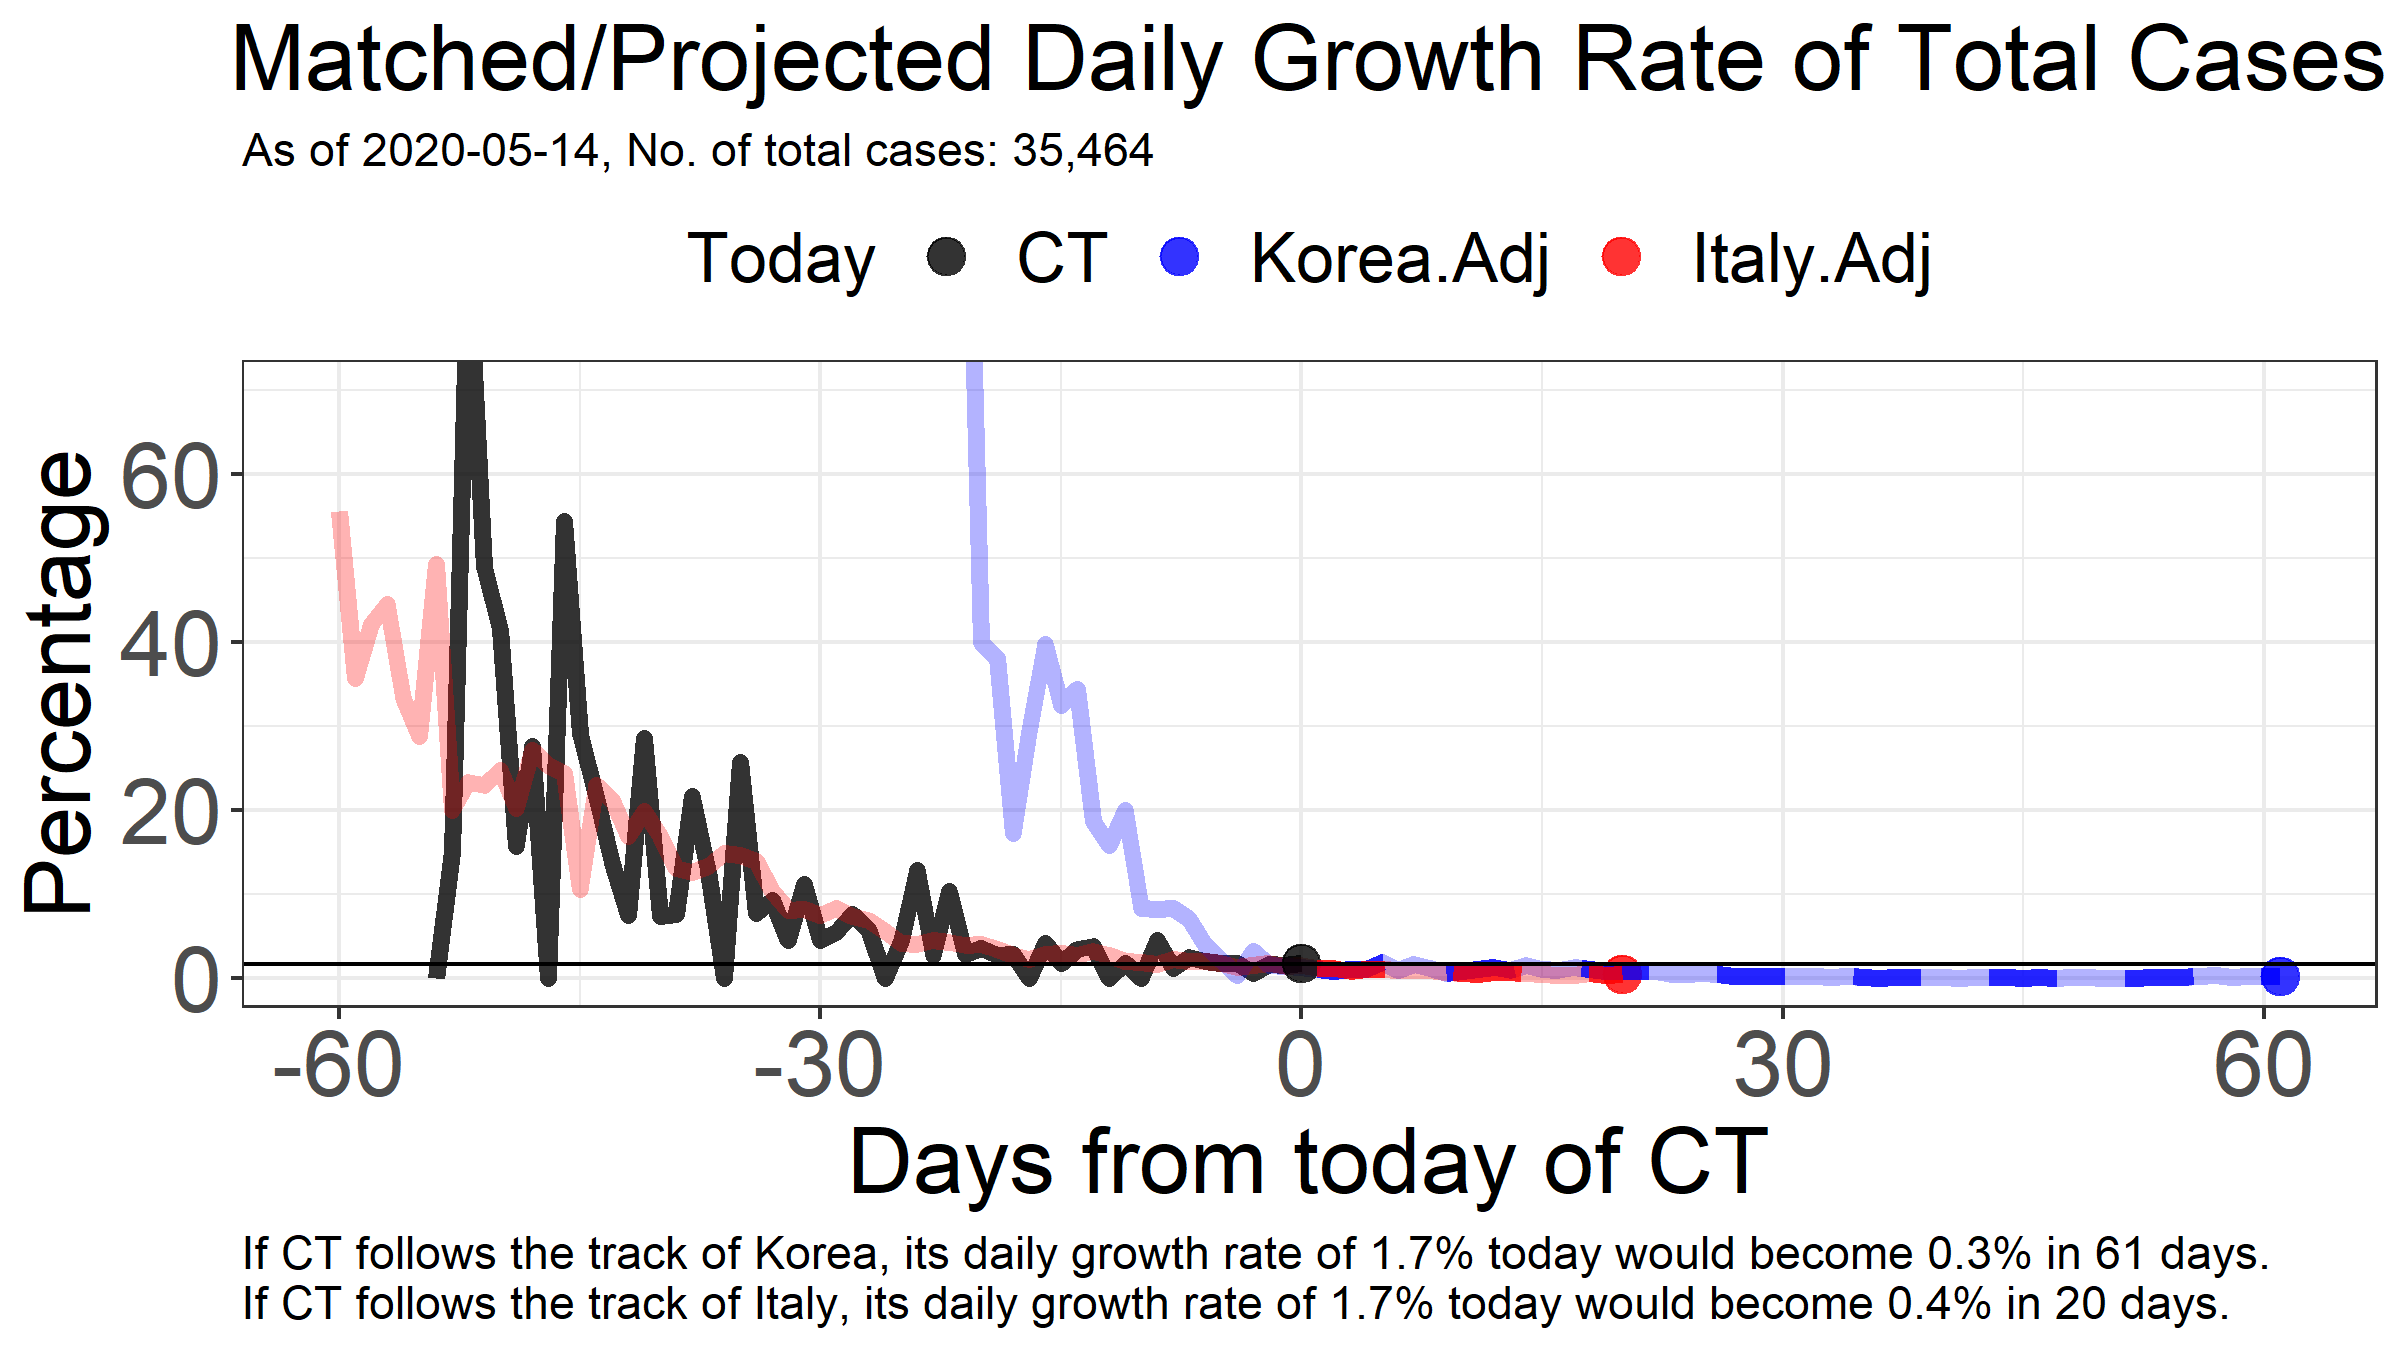 Matched/Projected Daily Growth Rate of Total Cases
As of 2020-05-14, No. of total cases: 35,464
Today CT Korea.Adj Italy.Adj
Percentage
60
40
20
0
-60 -30 0 30 60
Days from today of CT
If CT follows the track of Korea, its daily growth rate of 1.7% today would become 0.3% in 61 days.
If CT follows the track of Italy, its daily growth rate of 1.7% today would become 0.4% in 20 days.